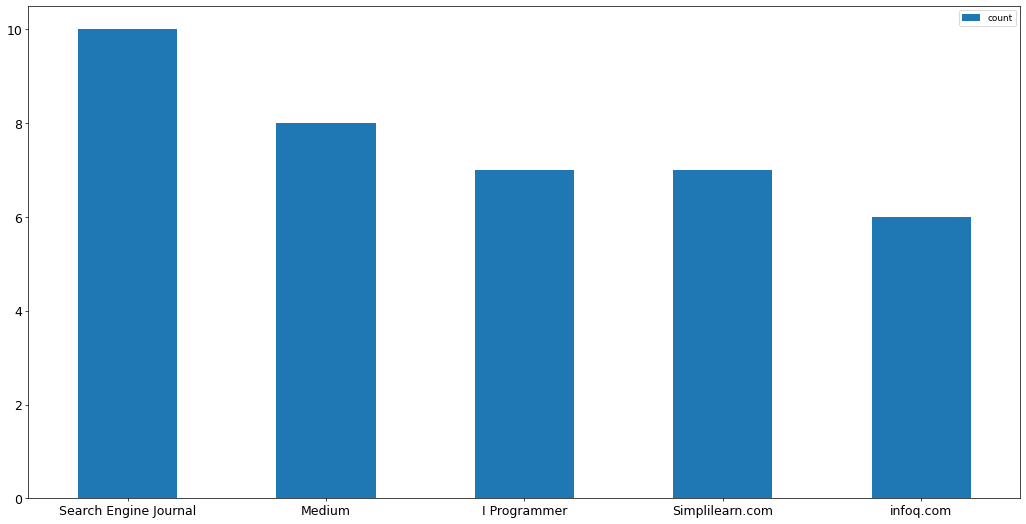 count
10
8
6
4
2
0
Search Engine Journal
Medium
I Programmer
Simplilearn.com
infoq.com